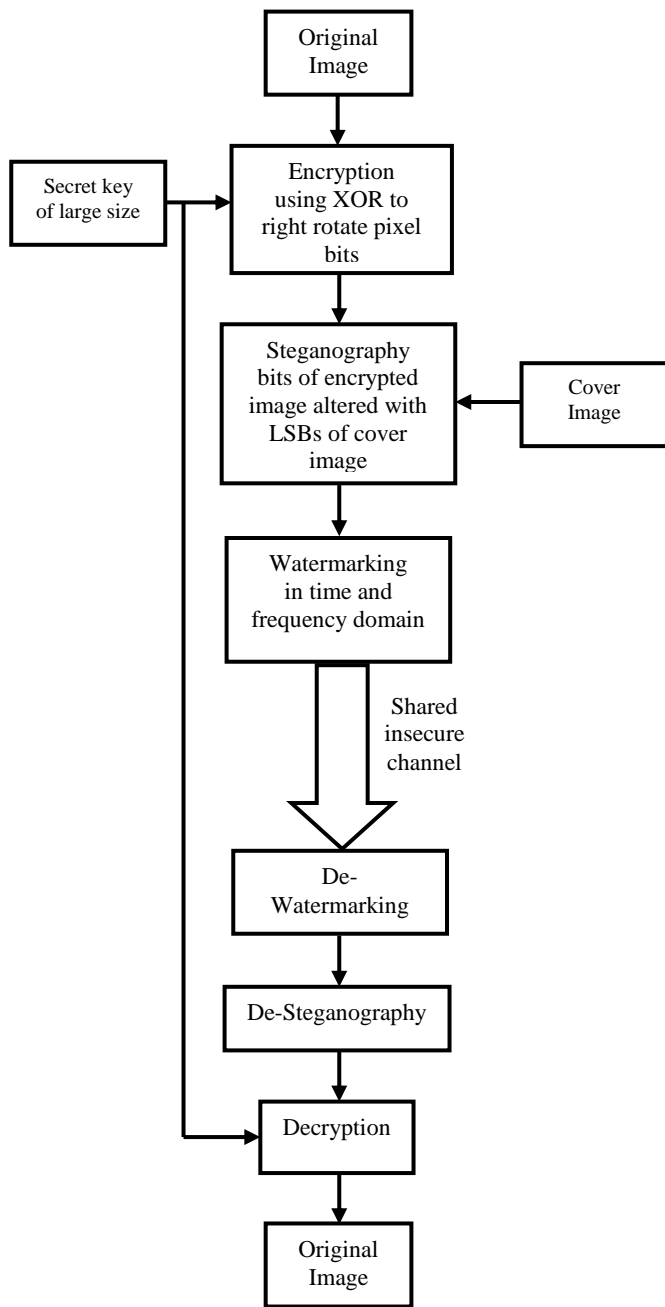 Original
Image
Encryption
using XOR to
right rotate pixel
bits
Secret key
of large size
Steganography
bits of encrypted
image altered with
LSBs of cover
image
Cover
Image
Watermarking
in time and
frequency domain
Shared
insecure
channel
De-
Watermarking
De-Steganography
Decryption
Original
Image